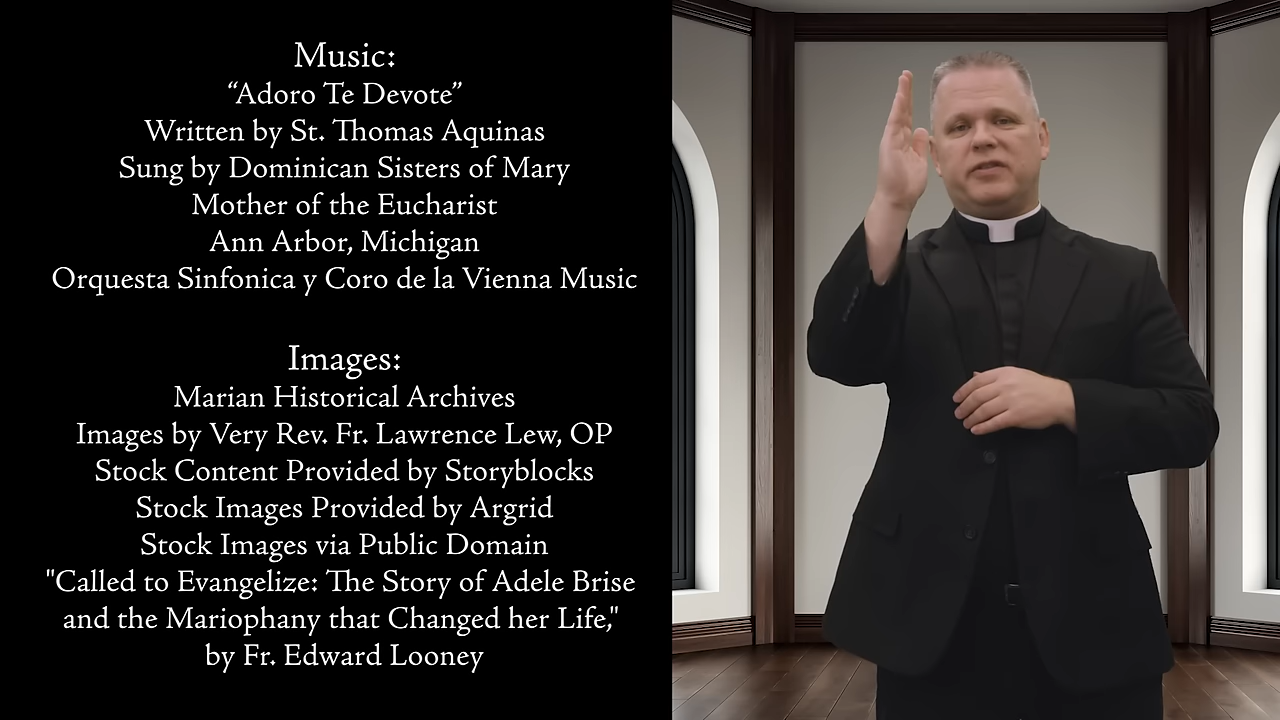 Music:
“Adoro Te Devote”
Written by St. Thomas Aquinas
Sung by Dominican Sisters of Mary
Mother of the Eucharist
Ann Arbor, Michigan
Orquesta Sinfonica y Coro de la Vienna Music
Images:
Marian Historical Archives
Images by Very Rev. Fr. Lawrence Lew, OP
Stock Content Provided by Storyblocks
Stock Images Provided by Argrid
Stock Images via Public Domain
"Called to Evangelize: The Story of Adele Brise
and the Mariophany that Changed her Life,"
by Fr. Edward Looney